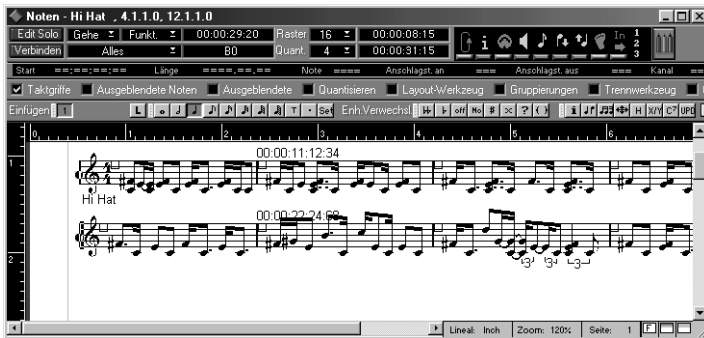 Noten - Hi Hat , 4.1.1.0, 12.1.1.0
Edit Solo Gehe Funkt. 00:00:29:20 Raster 16 00:00:08:15 In 1 2 3
Verbinden Alles B0 Quant. 4 00:00:31:15
Start ==:==:==:== Länge ====.==.== Note ==== Anschlagst. an === Anschlagst. aus === Kanal ==
Taktgriffe Ausgeblendete Noten Ausgeblendete Quantisieren Layout-Werkzeug Gruppierungen Trennwerkzeug
Einfügen 1 L T Enh.Verwechsl. off No # x ? ( ) i H X/Y C7 UPD
0 1 2 3 4 5 6
1 00:00:11:12:34
Hi Hat
00:00:22:24:68
2
3 3 3
Lineal: Inch Zoom: 120% Seite: 1 F